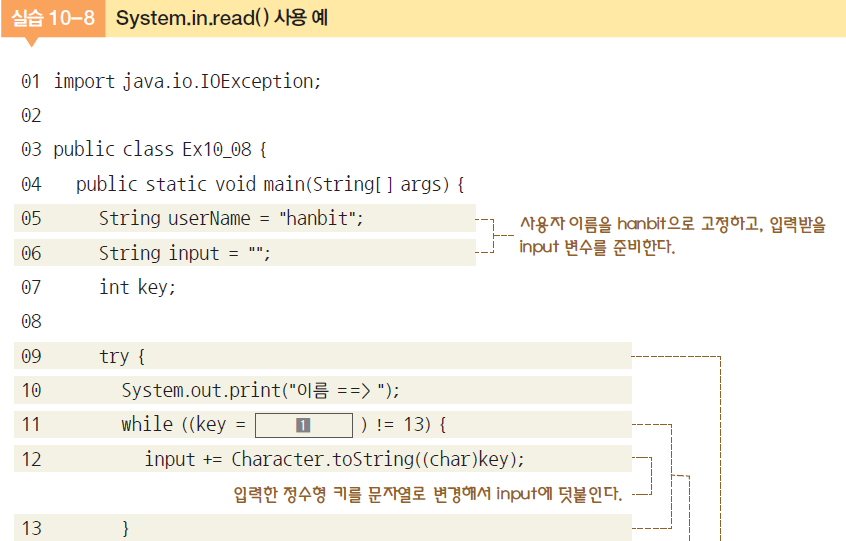 실습 10-8 System.in.read() 사용 예
01 import java.io.IOException;
02
03 public class Ex10_08 {
04 public static void main(String[] args) {
05 String userName = "hanbit";
사용자 이름을 hanbit으로 고정하고, 입력받을
06 String input = "";
input 변수를 준비한다.
07 int key;
08
09 try {
10 System.out.print("이름 ==> ");
11 while ((key = 1 ) != 13) {
12 input += Character.toString((char)key);
입력한 정수형 키를 문자열로 변경해서 input에 덧붙인다.
13 }